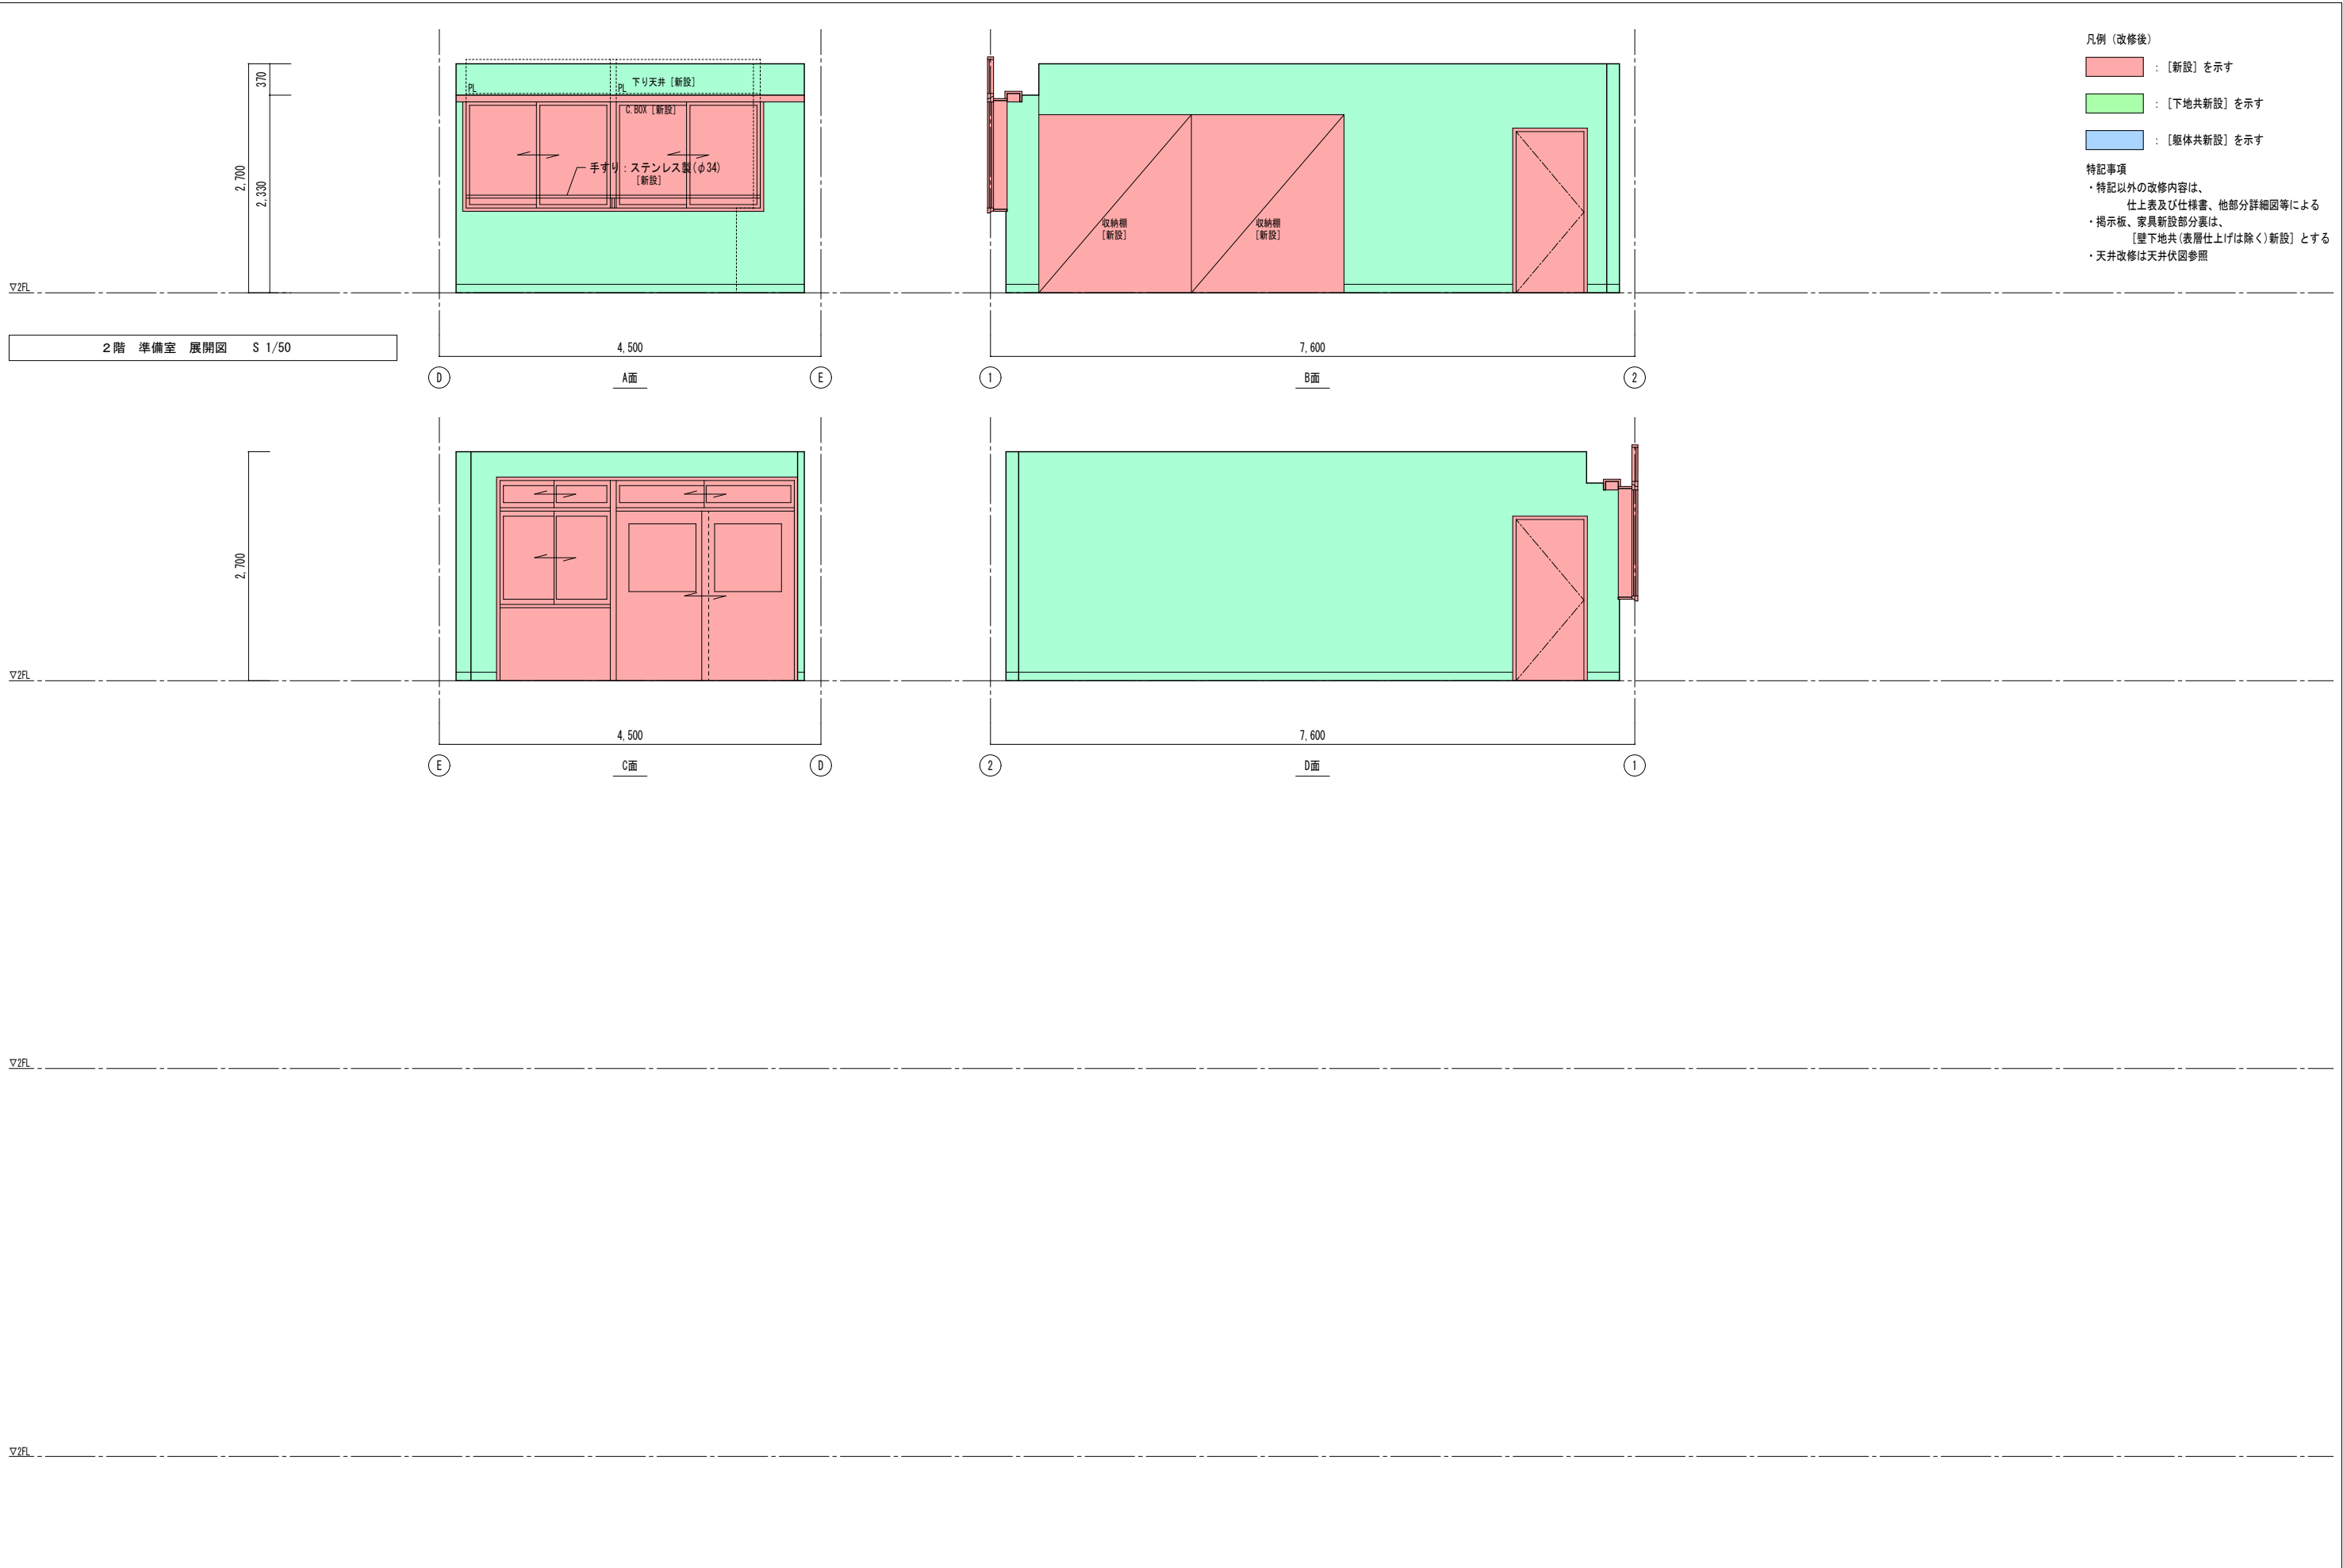 370
2,700
2,330
▽2FL
2階 準備室 展開図 S 1/50
下り天井［新設］
PL
PL
C.BOX［新設］
手すり：ステンレス製(φ34)
［新設］
4,500
D
A面
E
収納棚
［新設］
収納棚
［新設］
7,600
1
B面
2
凡例（改修後）
：［新設］を示す
：［下地共新設］を示す
：［躯体共新設］を示す
特記事項
・特記以外の改修内容は、
仕上表及び仕様書、他部分詳細図等による
・掲示板、家具新設部分裏は、
［壁下地共(表層仕上げは除く)新設］とする
・天井改修は天井伏図参照
2,700
▽2FL
4,500
E
C面
D
7,600
2
D面
1
▽2FL
▽2FL